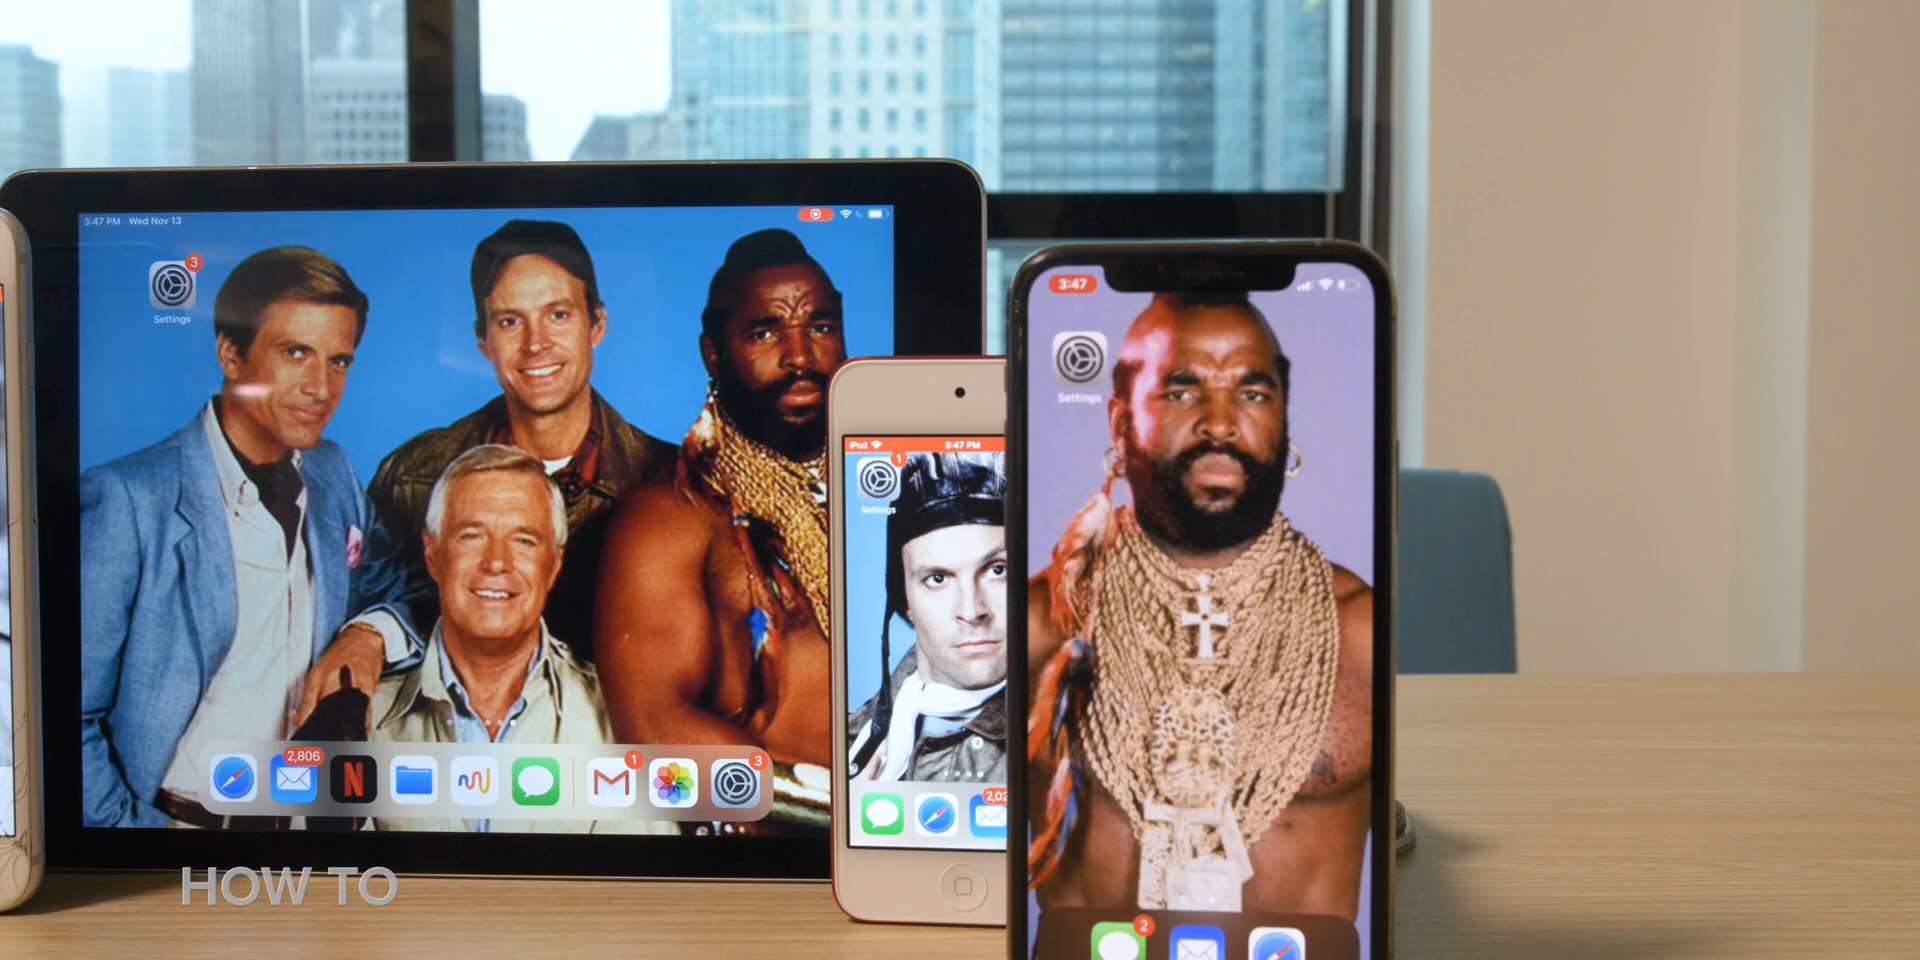 3:47 PM Wed Nov 13
3
Settings
3:47
Settings
iPod 3:47 PM
1
Settings
2,806
N
1
3
2,02
2
HOW TO